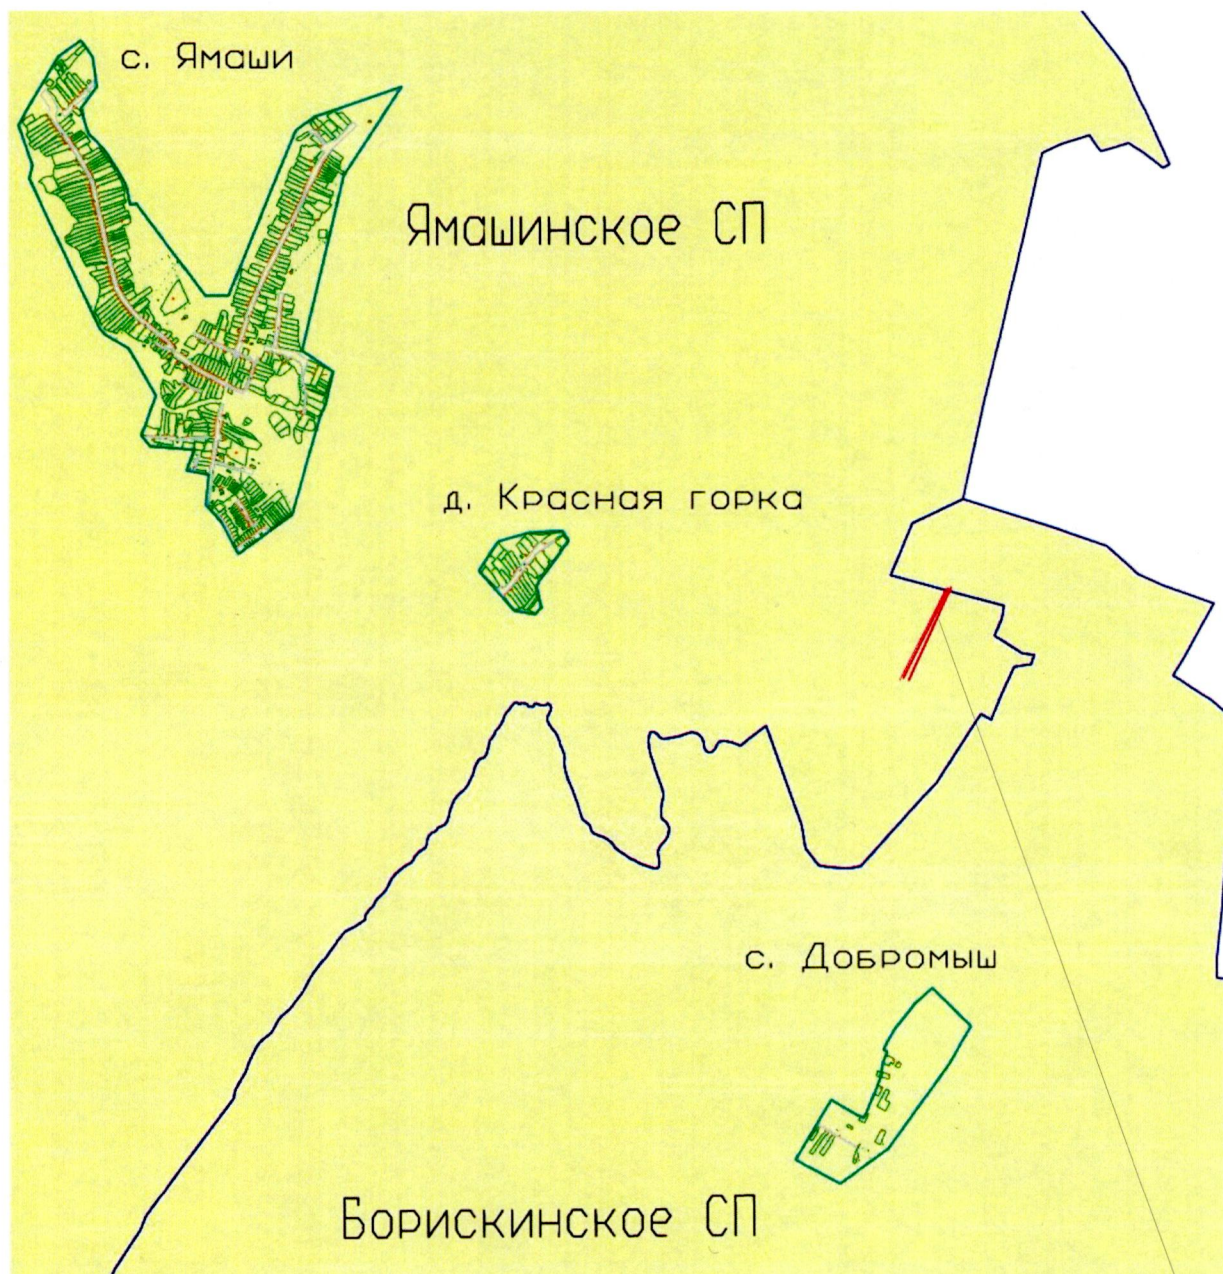 с. Ямаши
Ямашинское СП
д. Красная горка
с. Добромыш
Борискинское СП